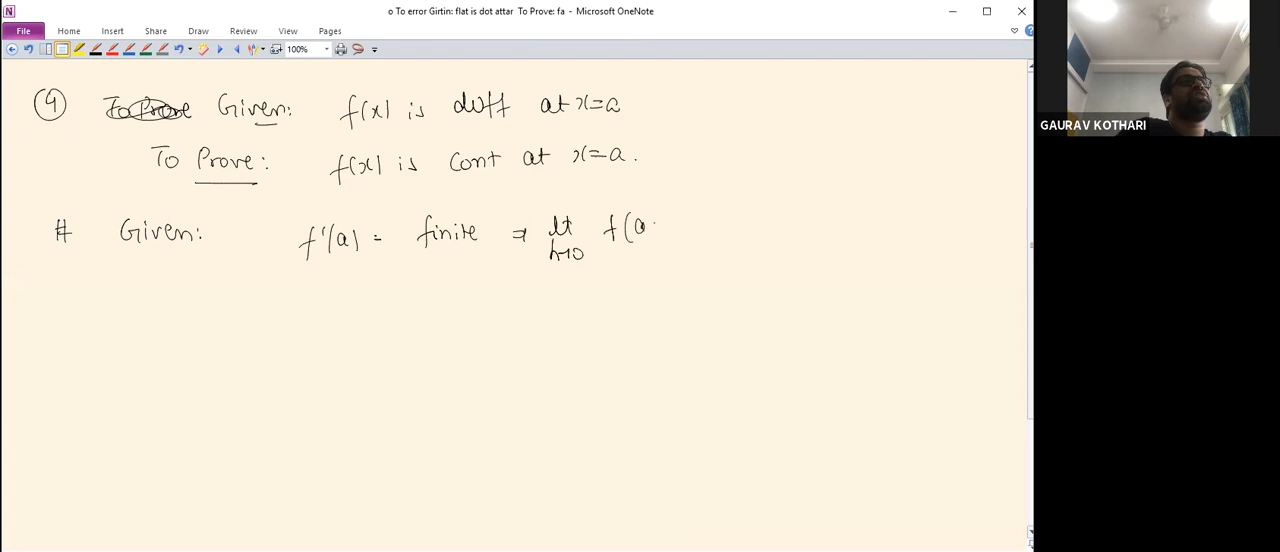 o To error Girtin: flat is dot attar To Prove: fa - Microsoft OneNote
File Home Insert Share Draw Review View Pages
100%
GAURAV KOTHARI
(4) To Prove Given: f(x) is diff at x=a
To Prove: f(x) is cont at x=a.
# Given: f'(a) = finite ⇒ lt h→0 f(a